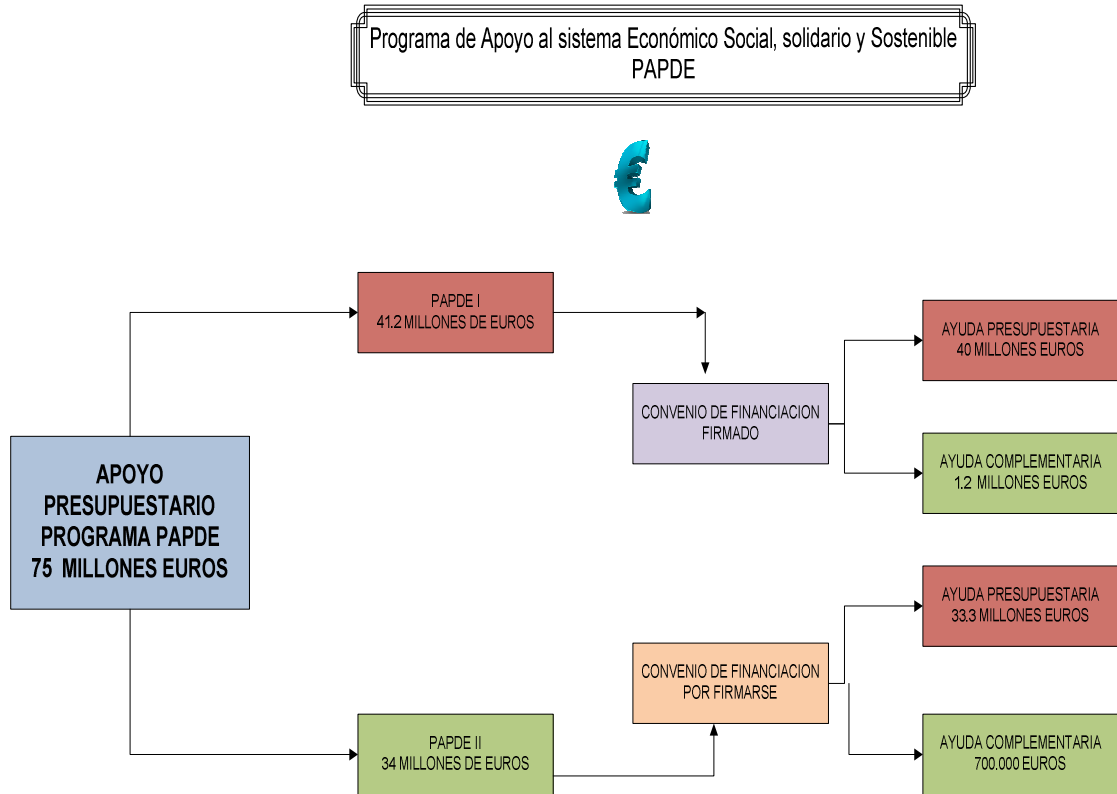 Programa de Apoyo al sistema Económico Social, solidario y Sostenible
PAPDE
PAPDE I
41.2 MILLONES DE EUROS
AYUDA PRESUPUESTARIA
40 MILLONES EUROS
CONVENIO DE FINANCIACION
FIRMADO
AYUDA COMPLEMENTARIA
1.2 MILLONES EUROS
APOYO
PRESUPUESTARIO
PROGRAMA PAPDE
75 MILLONES EUROS
AYUDA PRESUPUESTARIA
33.3 MILLONES EUROS
CONVENIO DE FINANCIACION
POR FIRMARSE
PAPDE II
34 MILLONES DE EUROS
AYUDA COMPLEMENTARIA
700.000 EUROS